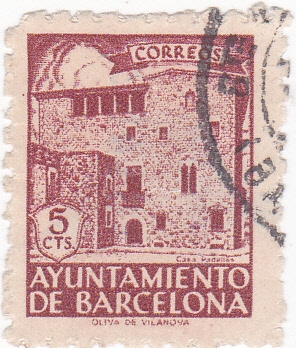 CORREOS
5
CTS.
Casa Padellás
AYUNTAMIENTO
DE BARCELONA
OLIVA DE VILANOVA